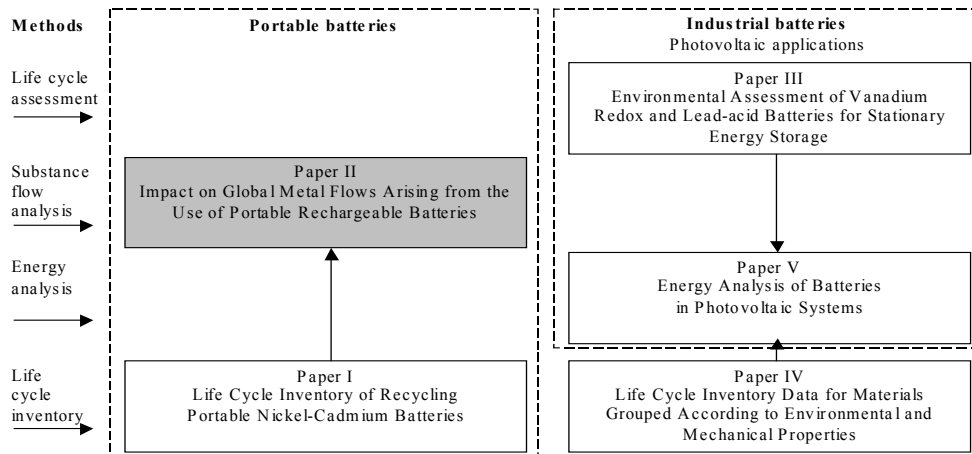 Methods
Life cycle
assessment
Substance
flow
analysis
Energy
analysis
Life
cycle
inventory
Portable batteries
Paper II
Impact on Global Metal Flows Arising from the
Use of Portable Rechargeable Batteries
Paper I
Life Cycle Inventory of Recycling
Portable Nickel-Cadmium Batteries
Industrial batteries
Photovoltaic applications
Paper III
Environmental Assessment of Vanadium
Redox and Lead-acid Batteries for Stationary
Energy Storage
Paper V
Energy Analysis of Batteries
in Photovoltaic Systems
Paper IV
Life Cycle Inventory Data for Materials
Grouped According to Environmental and
Mechanical Properties